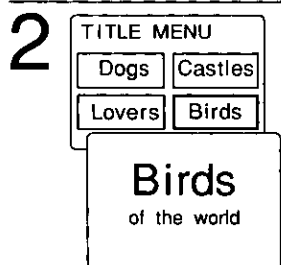 2
TITLE MENU
Dogs Castles
Lovers Birds
Birds
of the world